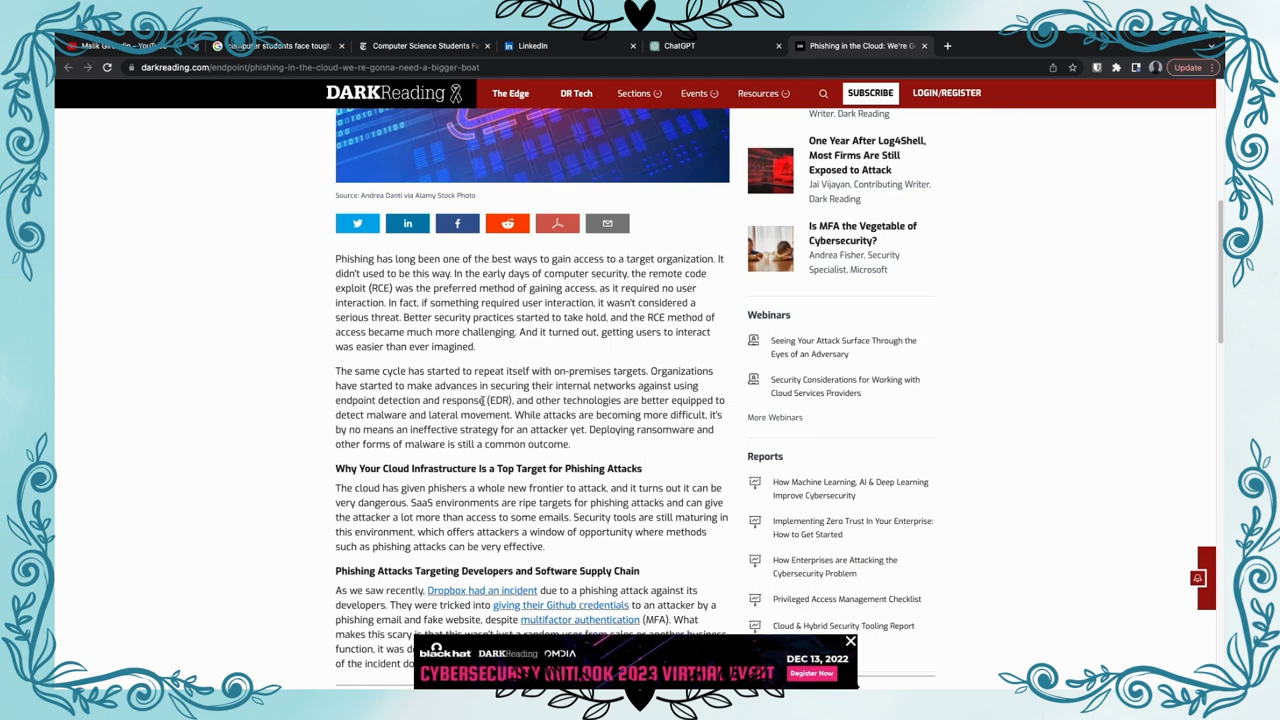 computer students face tough
Computer Science Students Fa
LinkedIn
ChatGPT
Phishing in the Cloud: We're G
darkreading.com/endpoint/phishing-in-the-cloud-we-re-gonna-need-a-bigger-boat
Update
DARKReading
The Edge
DR Tech
Sections
Events
Resources
SUBSCRIBE
LOGIN/REGISTER
Source: Andrea Danti via Alamy Stock Photo
Phishing has long been one of the best ways to gain access to a target organization. It
didn't used to be this way. In the early days of computer security, the remote code
exploit (RCE) was the preferred method of gaining access, as it required no user
interaction. In fact, if something required user interaction, it wasn't considered a
serious threat. Better security practices started to take hold, and the RCE method of
access became much more challenging. And it turned out, getting users to interact
was easier than ever imagined.
The same cycle has started to repeat itself with on-premises targets. Organizations
have started to make advances in securing their internal networks against using
endpoint detection and response (EDR), and other technologies are better equipped to
detect malware and lateral movement. While attacks are becoming more difficult, it's
by no means an ineffective strategy for an attacker yet. Deploying ransomware and
other forms of malware is still a common outcome.
Why Your Cloud Infrastructure Is a Top Target for Phishing Attacks
The cloud has given phishers a whole new frontier to attack, and it turns out it can be
very dangerous. SaaS environments are ripe targets for phishing attacks and can give
the attacker a lot more than access to some emails. Security tools are still maturing in
this environment, which offers attackers a window of opportunity where methods
such as phishing attacks can be very effective.
Phishing Attacks Targeting Developers and Software Supply Chain
As we saw recently, Dropbox had an incident due to a phishing attack against its
developers. They were tricked into giving their Github credentials to an attacker by a
phishing email and fake website, despite multifactor authentication (MFA). What
makes this scary is that this wasn't just a random user from sales or another business
function, it was de
of the incident do
Writer, Dark Reading
One Year After Log4Shell,
Most Firms Are Still
Exposed to Attack
Jai Vijayan, Contributing Writer,
Dark Reading
Is MFA the Vegetable of
Cybersecurity?
Andrea Fisher, Security
Specialist, Microsoft
Webinars
Seeing Your Attack Surface Through the
Eyes of an Adversary
Security Considerations for Working with
Cloud Services Providers
More Webinars
Reports
How Machine Learning, AI & Deep Learning
Improve Cybersecurity
Implementing Zero Trust In Your Enterprise:
How to Get Started
How Enterprises are Attacking the
Cybersecurity Problem
Privileged Access Management Checklist
Cloud & Hybrid Security Tooling Report
black hat DARKReading OMDIA
CYBERSECURITY OUTLOOK 2023 VIRTUAL EVENT
DEC 13, 2022
Register Now